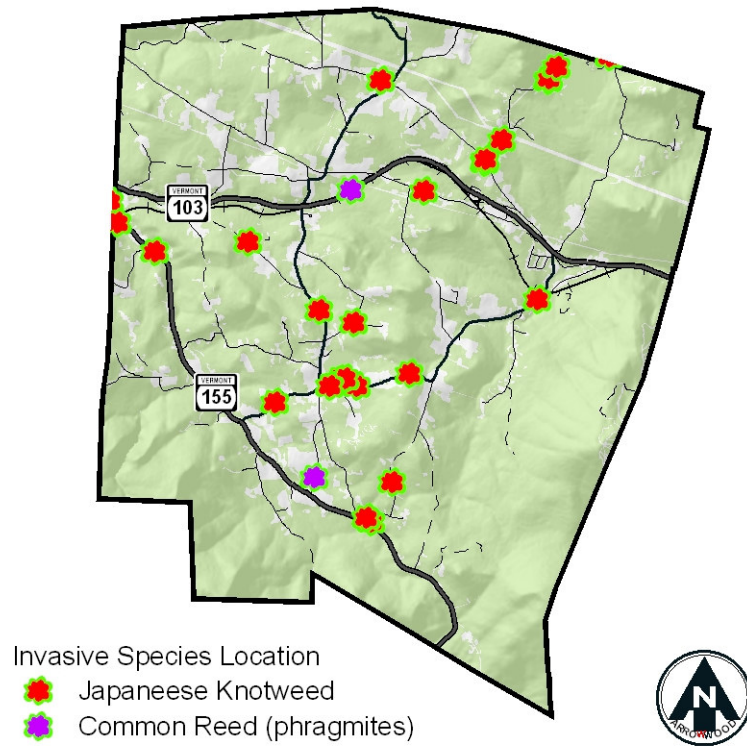 VERMONT
103
VERMONT
155
Invasive Species Location
Japaneese Knotweed
Common Reed (phragmites)
N
ARROWWOOD